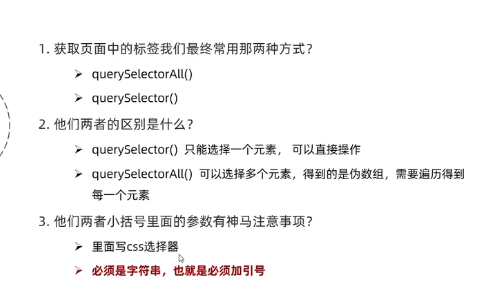 1. 获取页面中的标签我们最终常用那两种方式？
➢ querySelectorAll()
➢ querySelector()
2. 他们两者的区别是什么？
➢ querySelector() 只能选择一个元素， 可以直接操作
➢ querySelectorAll() 可以选择多个元素，得到的是伪数组，需要遍历得到
每一个元素
3. 他们两者小括号里面的参数有神马注意事项？
➢ 里面写css选择器
➢ 必须是字符串，也就是必须加引号